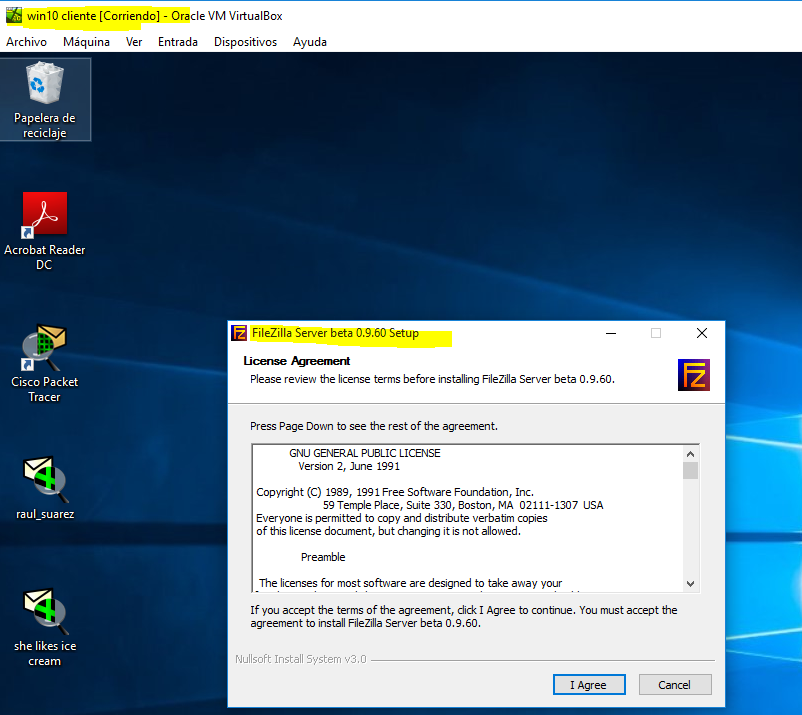 win10 cliente [Corriendo] - Oracle VM VirtualBox
Archivo Máquina Ver Entrada Dispositivos Ayuda
Papelera de
reciclaje
Acrobat Reader
DC
Cisco Packet
Tracer
raul_suarez
she likes ice
cream
FileZilla Server beta 0.9.60 Setup
License Agreement
Please review the license terms before installing FileZilla Server beta 0.9.60.
Press Page Down to see the rest of the agreement.
GNU GENERAL PUBLIC LICENSE
Version 2, June 1991
Copyright (C) 1989, 1991 Free Software Foundation, Inc.
59 Temple Place, Suite 330, Boston, MA 02111-1307 USA
Everyone is permitted to copy and distribute verbatim copies
of this license document, but changing it is not allowed.
Preamble
The licenses for most software are designed to take away your
If you accept the terms of the agreement, click I Agree to continue. You must accept the
agreement to install FileZilla Server beta 0.9.60.
Nullsoft Install System v3.0
I Agree
Cancel